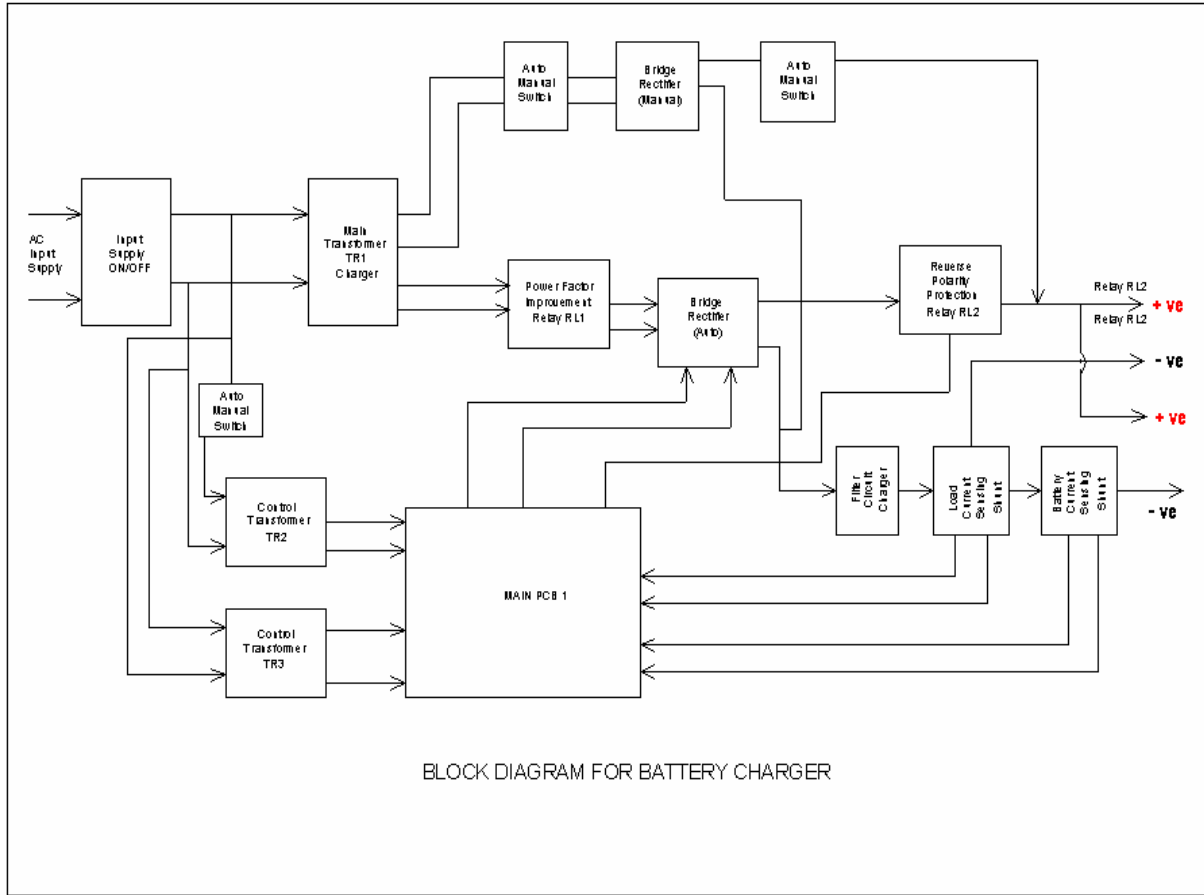 Auto
Manual
Switch
Bridge
Rectifier
(Manual)
Auto
Manual
Switch
AC
Input
Supply
Input
Supply
ON/OFF
Main
Transformer
TR1
Charger
Power Factor
Improvement
Relay RL1
Bridge
Rectifier
(Auto)
Reverse
Polarity
Protection
Relay RL2
Relay RL2
+ ve
Relay RL2
- ve
+ ve
Auto
Manual
Switch
Filter
Circuit
Charger
Load
Current
Sensing
Shunt
Battery
Current
Sensing
Shunt
- ve
Control
Transformer
TR2
MAIN PCB 1
Control
Transformer
TR3
BLOCK DIAGRAM FOR BATTERY CHARGER